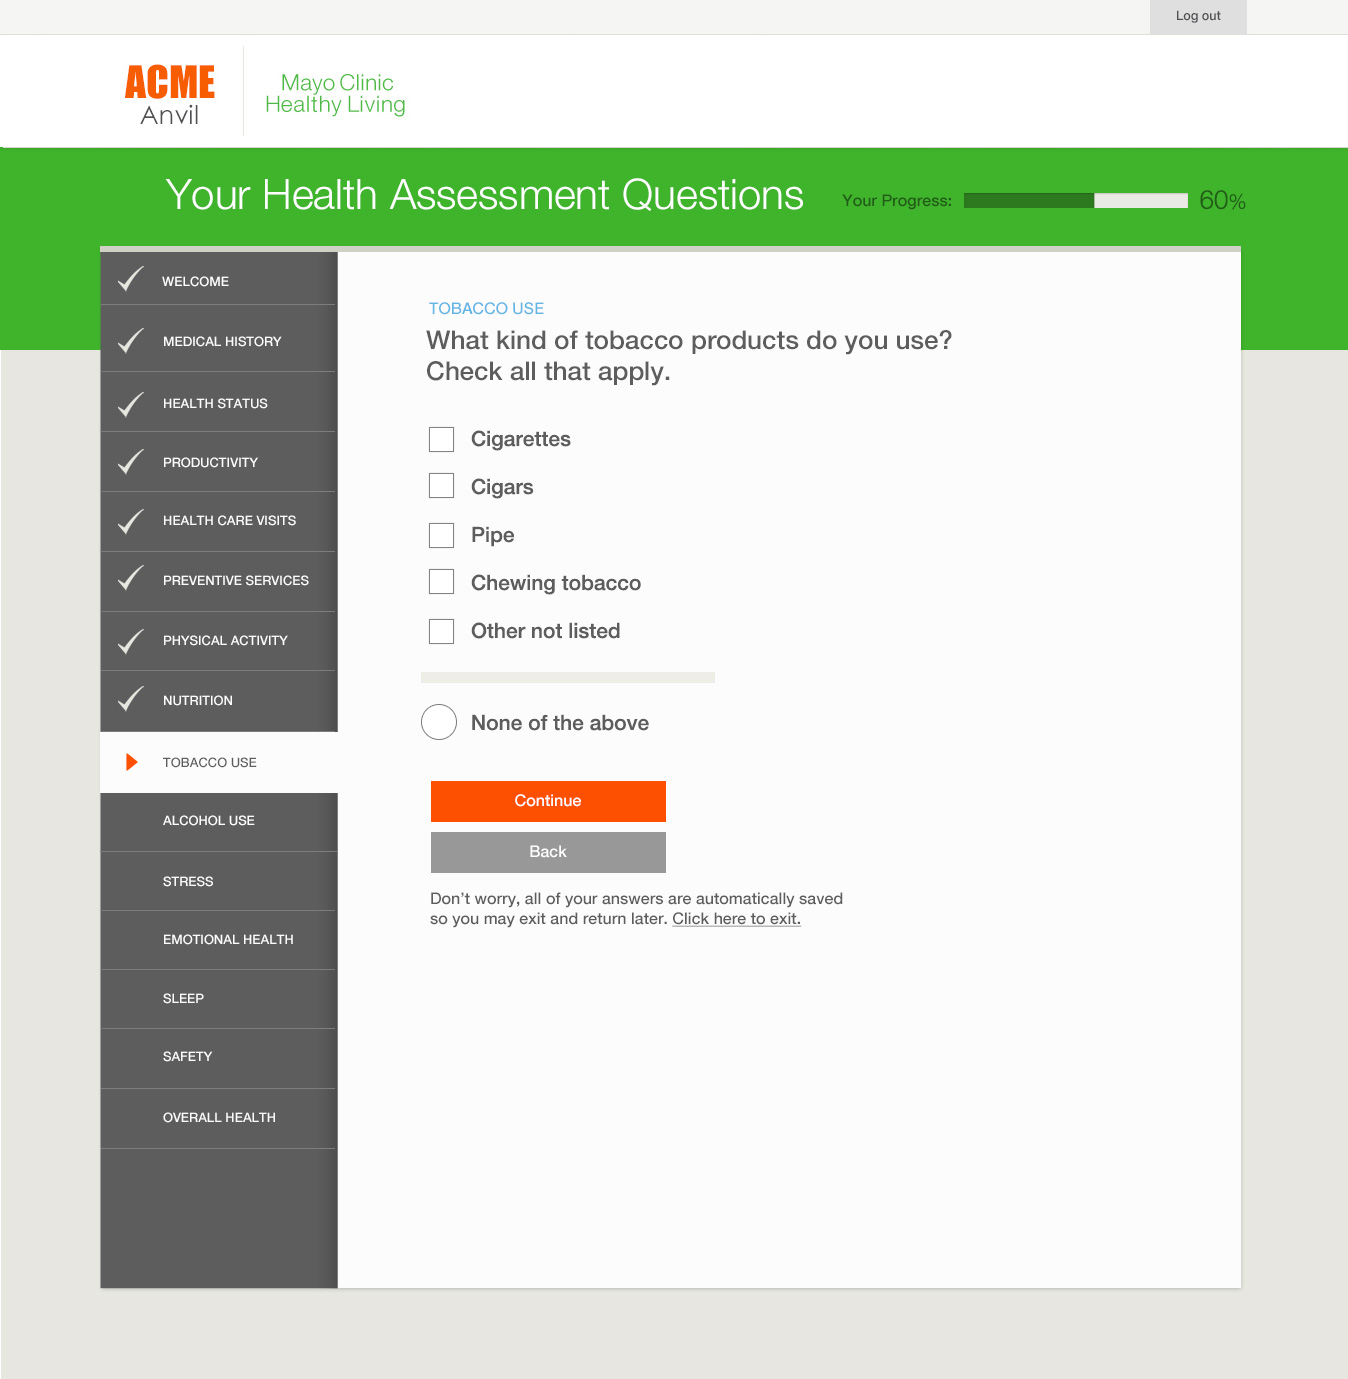 Log out
ACME
Anvil
Mayo Clinic
Healthy Living
Your Health Assessment Questions
Your Progress:
60%
WELCOME
MEDICAL HISTORY
HEALTH STATUS
PRODUCTIVITY
HEALTH CARE VISITS
PREVENTIVE SERVICES
PHYSICAL ACTIVITY
NUTRITION
TOBACCO USE
ALCOHOL USE
STRESS
EMOTIONAL HEALTH
SLEEP
SAFETY
OVERALL HEALTH
TOBACCO USE
What kind of tobacco products do you use?
Check all that apply.
Cigarettes
Cigars
Pipe
Chewing tobacco
Other not listed
None of the above
Continue
Back
Don’t worry, all of your answers are automatically saved
so you may exit and return later. Click here to exit.